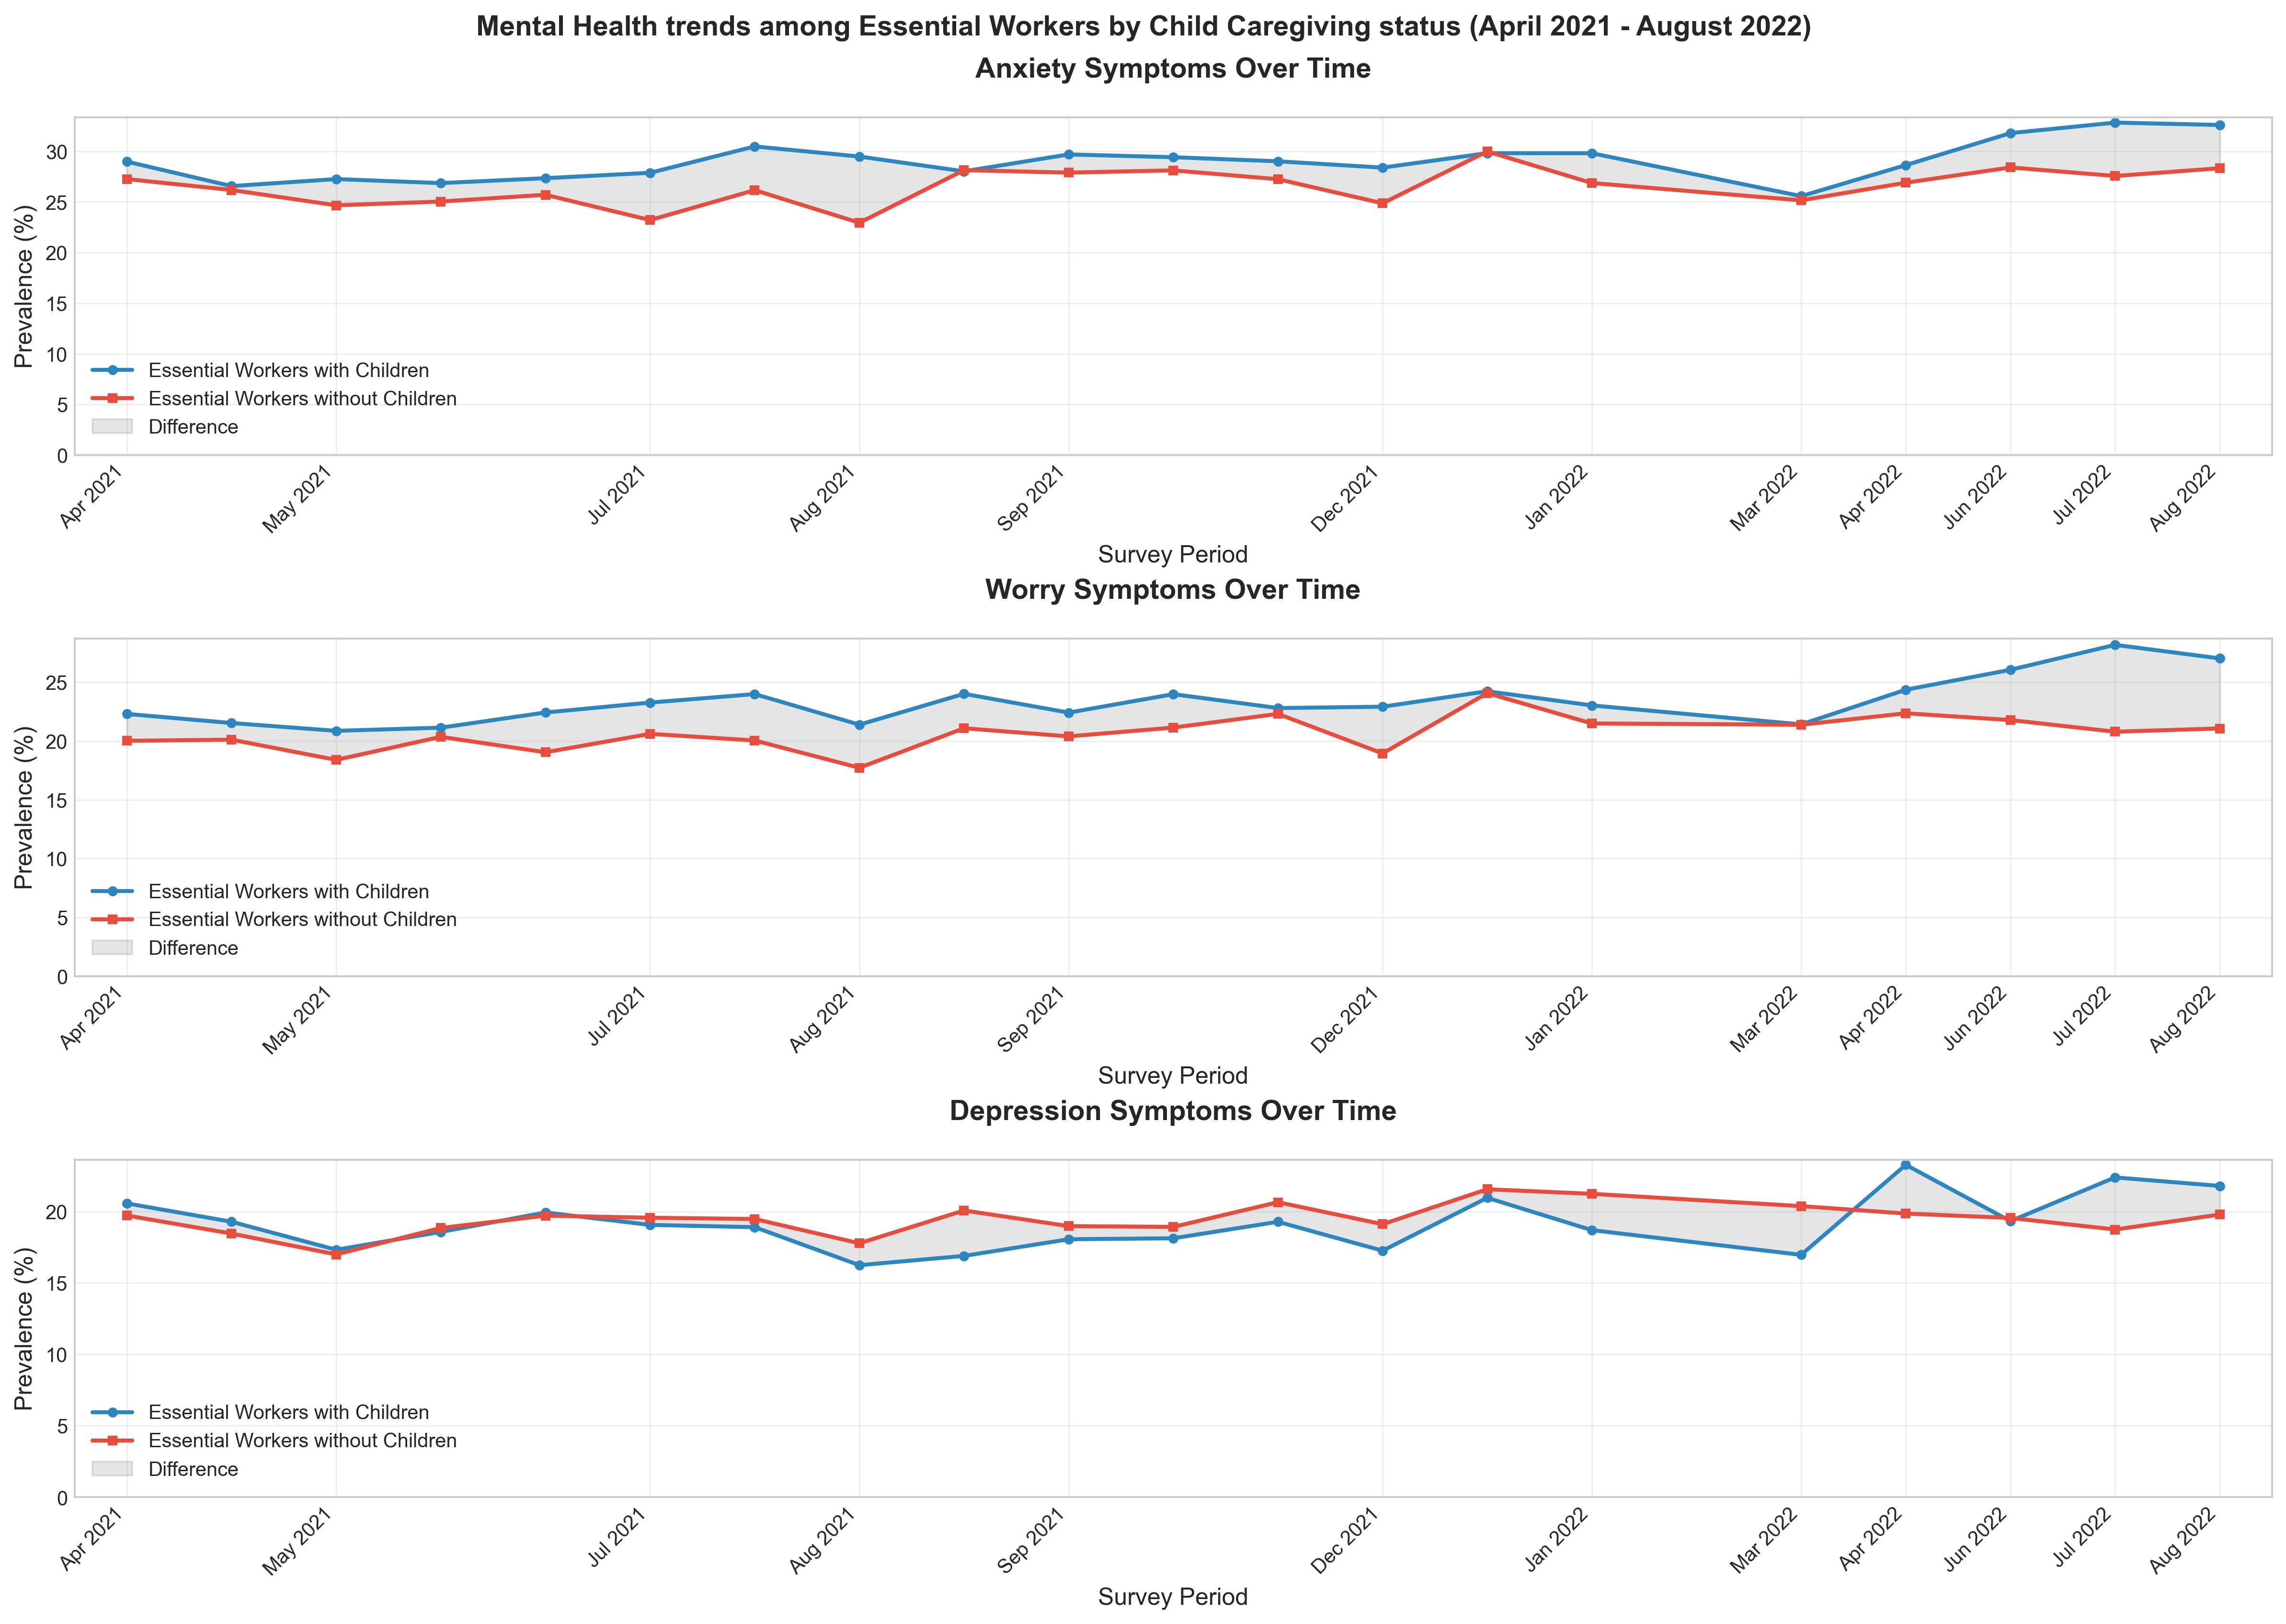 Mental Health trends among Essential Workers by Child Caregiving status (April 2021 - August 2022)
Anxiety Symptoms Over Time
Prevalence (%)
30
25
20
15
10
5
0
Essential Workers with Children
Essential Workers without Children
Difference
Apr 2021
May 2021
Jul 2021
Aug 2021
Sep 2021
Dec 2021
Jan 2022
Mar 2022
Apr 2022
Jun 2022
Jul 2022
Aug 2022
Survey Period
Worry Symptoms Over Time
Prevalence (%)
25
20
15
10
5
0
Essential Workers with Children
Essential Workers without Children
Difference
Apr 2021
May 2021
Jul 2021
Aug 2021
Sep 2021
Dec 2021
Jan 2022
Mar 2022
Apr 2022
Jun 2022
Jul 2022
Aug 2022
Survey Period
Depression Symptoms Over Time
Prevalence (%)
20
15
10
5
0
Essential Workers with Children
Essential Workers without Children
Difference
Apr 2021
May 2021
Jul 2021
Aug 2021
Sep 2021
Dec 2021
Jan 2022
Mar 2022
Apr 2022
Jun 2022
Jul 2022
Aug 2022
Survey Period